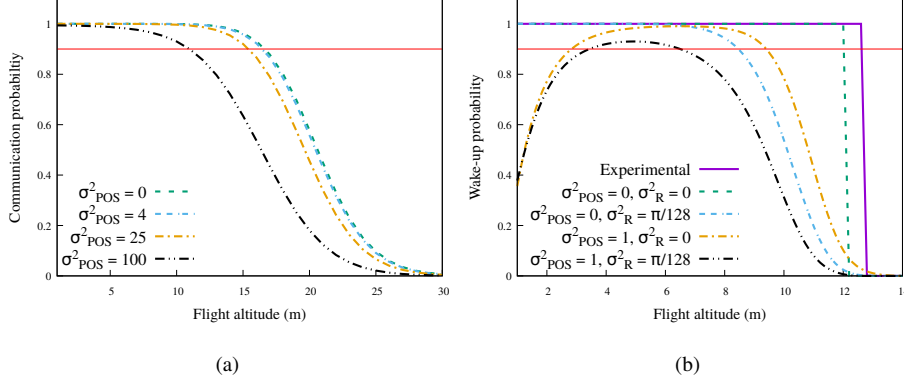 Communication probability
1
0.8
0.6
0.4
0.2
0
σ²POS = 0
σ²POS = 4
σ²POS = 25
σ²POS = 100
5
10
15
20
25
30
Flight altitude (m)
(a)
Wake-up probability
1
0.8
0.6
0.4
0.2
0
Experimental
σ²POS = 0, σ²R = 0
σ²POS = 0, σ²R = π/128
σ²POS = 1, σ²R = 0
σ²POS = 1, σ²R = π/128
2
4
6
8
10
12
14
Flight altitude (m)
(b)